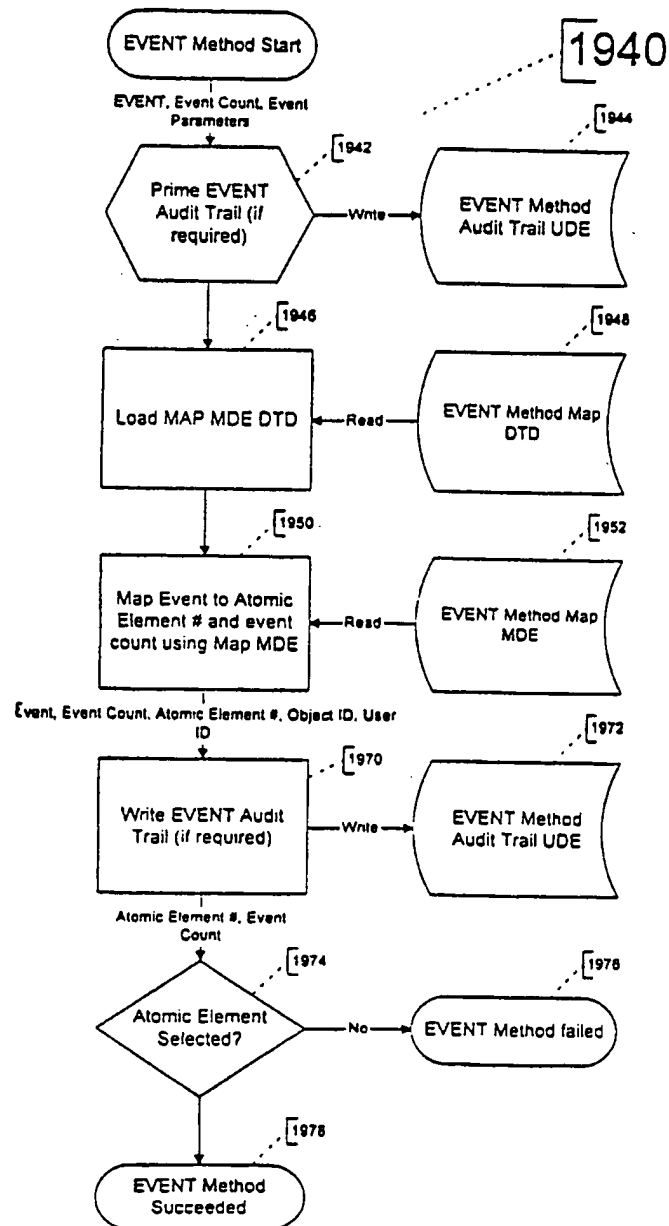 EVENT Method Start
1940
EVENT, Event Count, Event
Parameters
1942
1944
Prime EVENT
Audit Trail (if
required)
Write
EVENT Method
Audit Trail UDE
1946
1948
Load MAP MDE DTD
Read
EVENT Method Map
DTD
1950
1952
Map Event to Atomic
Element # and event
count using Map MDE
Read
EVENT Method Map
MDE
Event, Event Count, Atomic Element #, Object ID, User
ID
1970
1972
Write EVENT Audit
Trail (if required)
Write
EVENT Method
Audit Trail UDE
Atomic Element #, Event
Count
1974
1976
Atomic Element
Selected?
No
EVENT Method failed
1978
EVENT Method
Succeeded